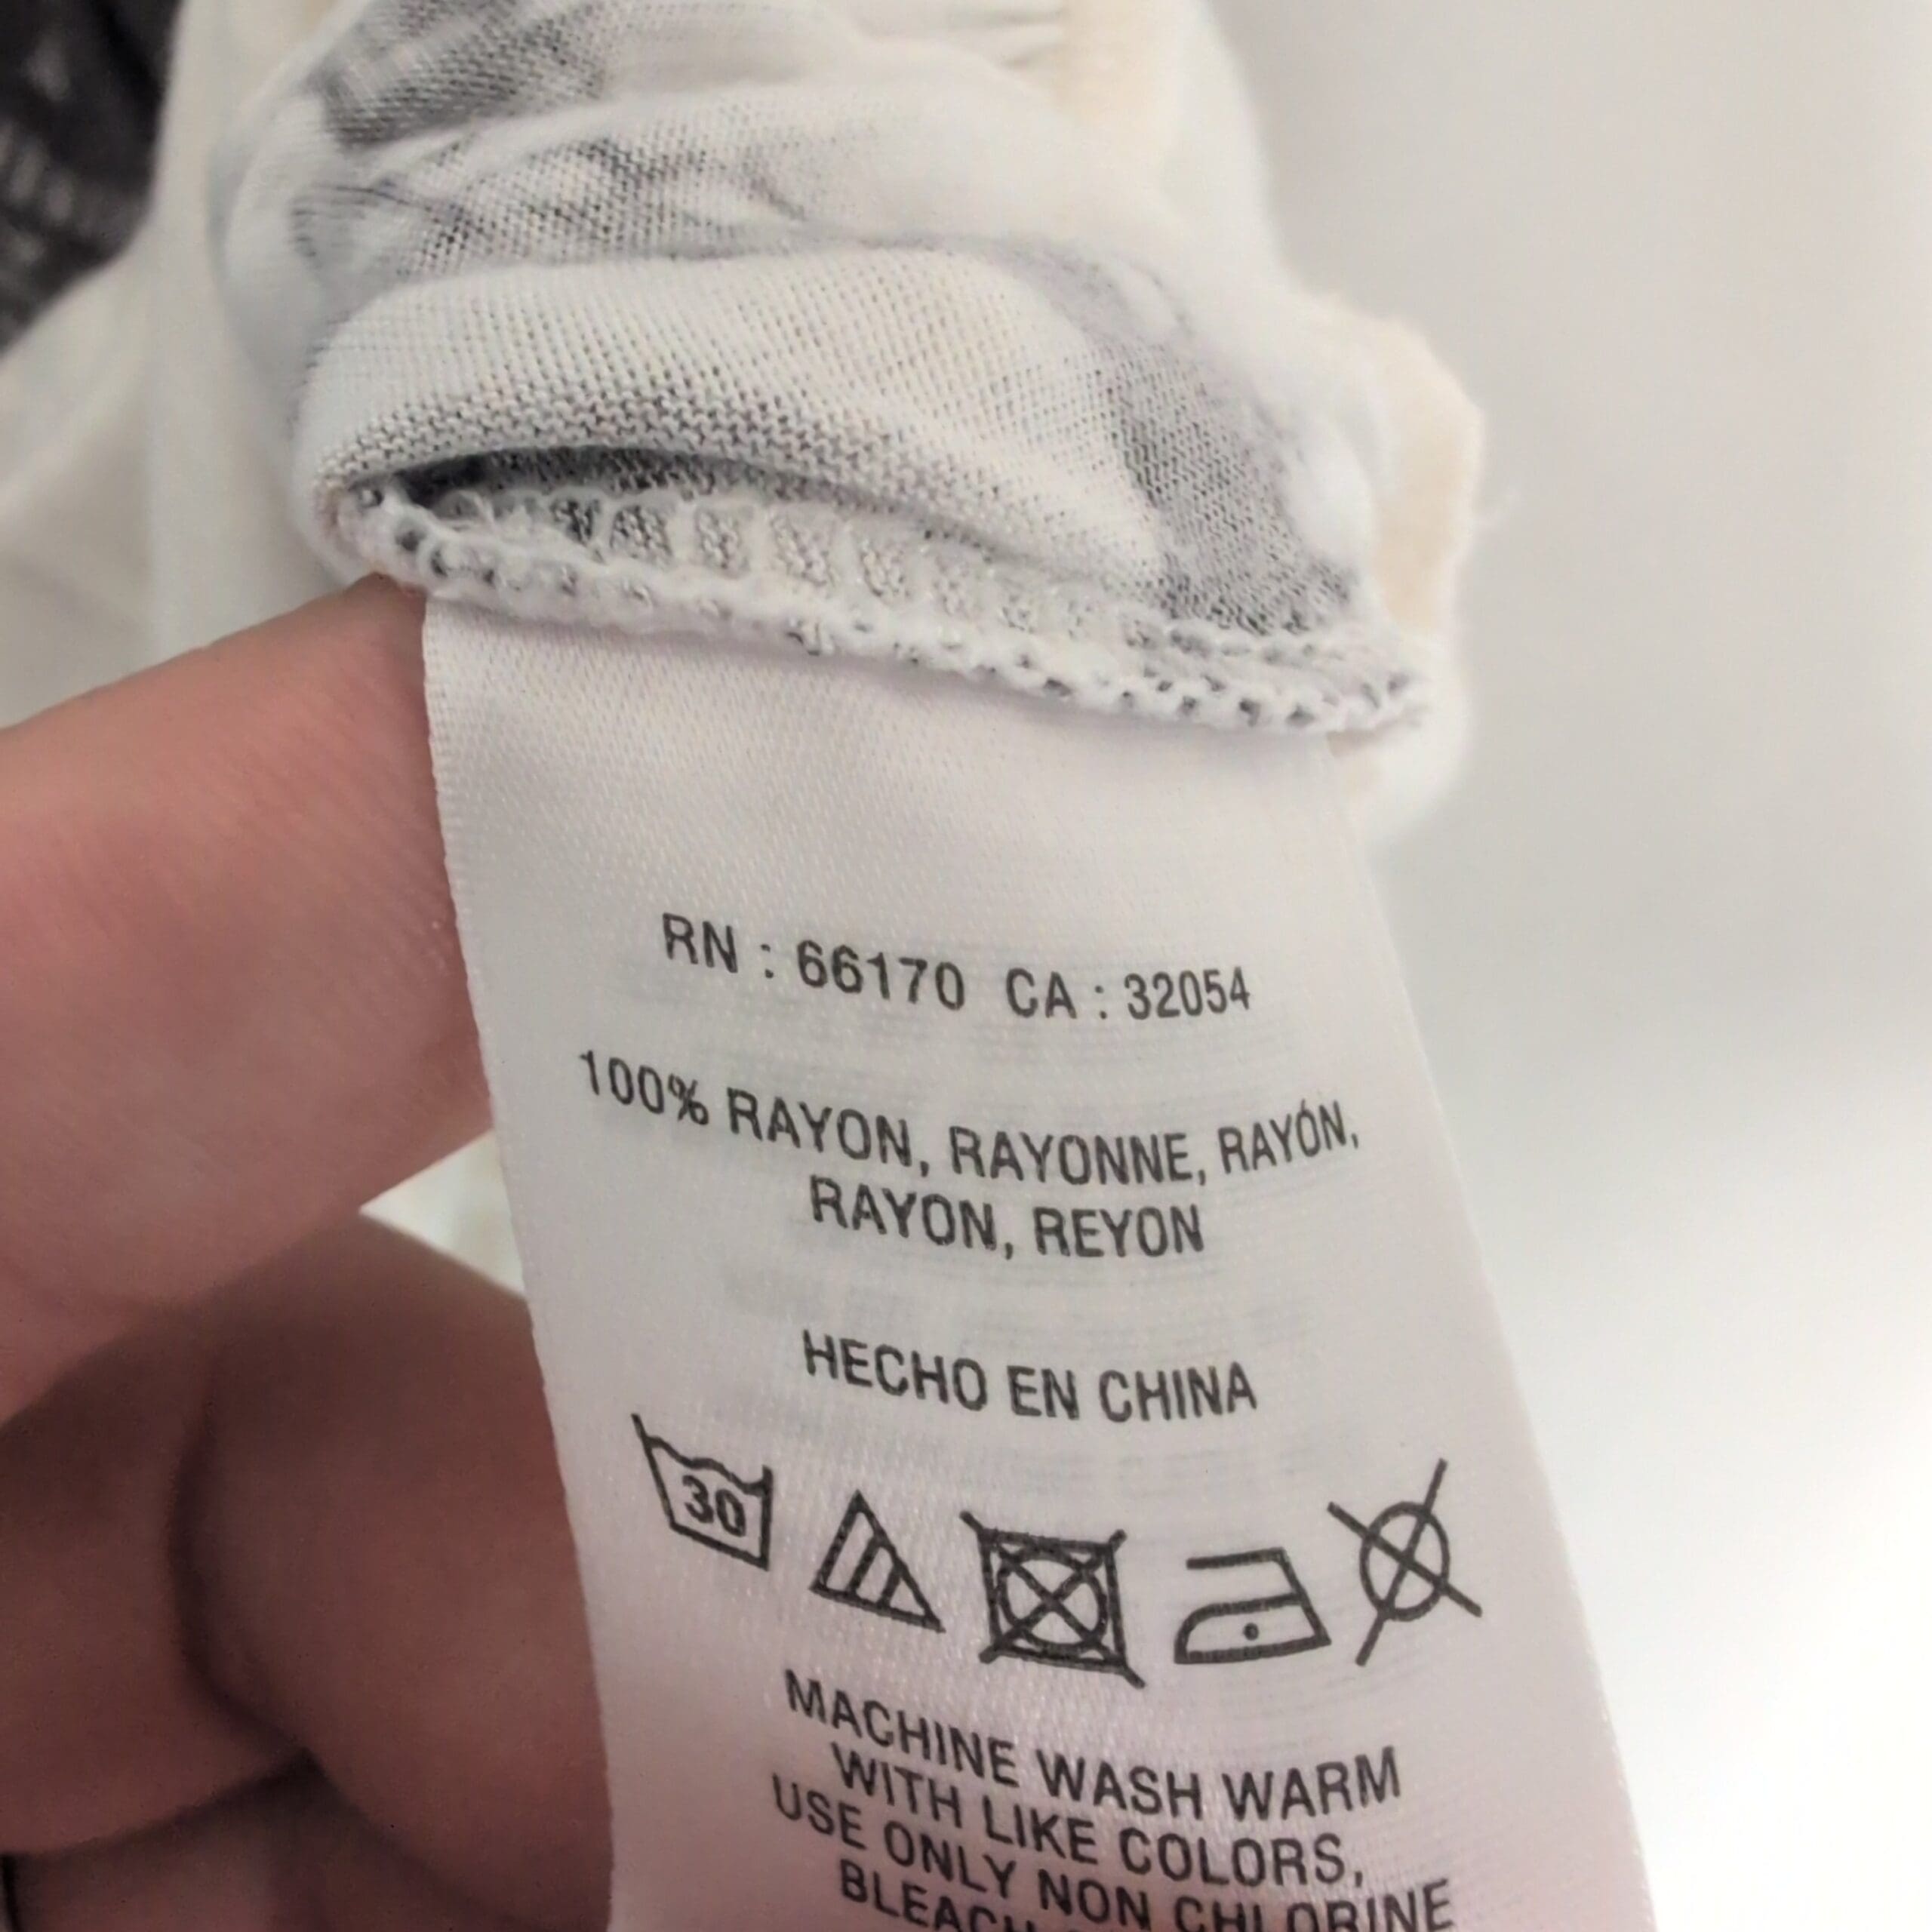 RN : 66170 CA : 32054
100% RAYON, RAYONNE, RAYÓN,
RAYON, REYON
HECHO EN CHINA
30
MACHINE WASH WARM
WITH LIKE COLORS,
USE ONLY NON CHLORINE
BLEACH